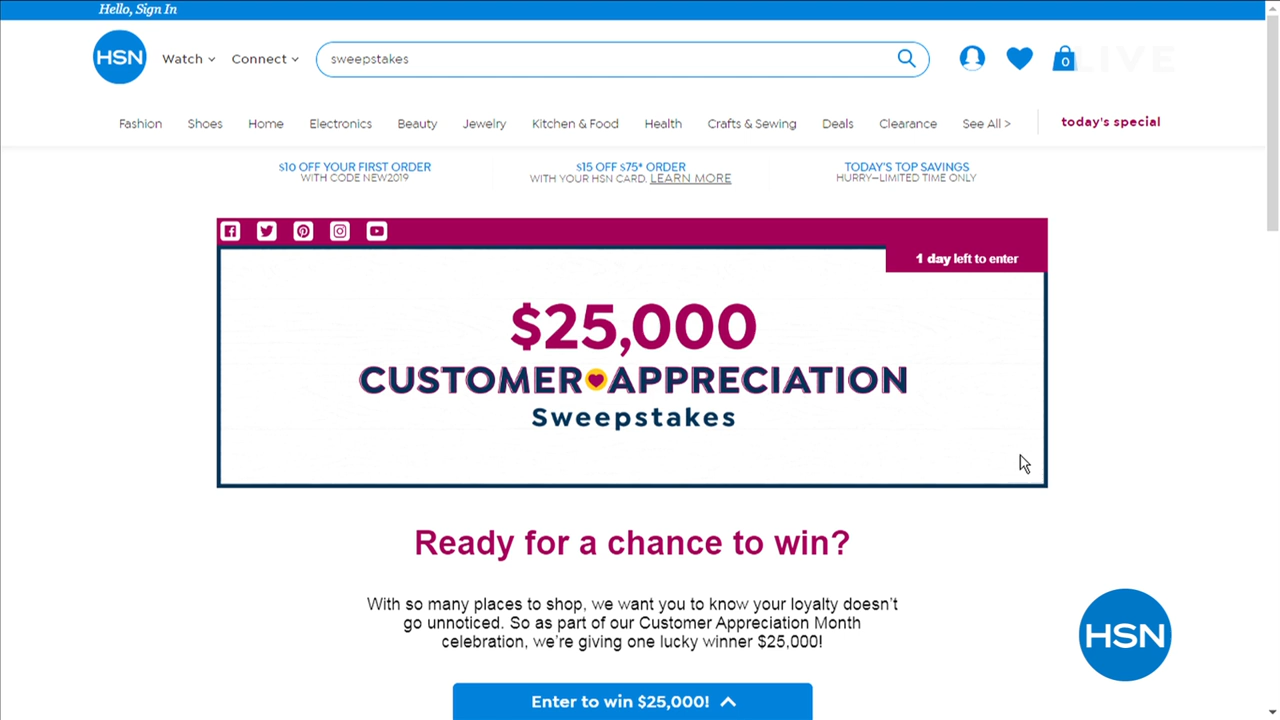 Hello, Sign In
HSN
Watch
Connect
sweepstakes
0
LIVE
Fashion
Shoes
Home
Electronics
Beauty
Jewelry
Kitchen & Food
Health
Crafts & Sewing
Deals
Clearance
See All >
today's special
$10 OFF YOUR FIRST ORDER
WITH CODE NEW2019
$15 OFF $75* ORDER
WITH YOUR HSN CARD. LEARN MORE
TODAY'S TOP SAVINGS
HURRY—LIMITED TIME ONLY
1 day left to enter
$25,000
CUSTOMER APPRECIATION
Sweepstakes
Ready for a chance to win?
With so many places to shop, we want you to know your loyalty doesn't
go unnoticed. So as part of our Customer Appreciation Month
celebration, we're giving one lucky winner $25,000!
Enter to win $25,000!
HSN